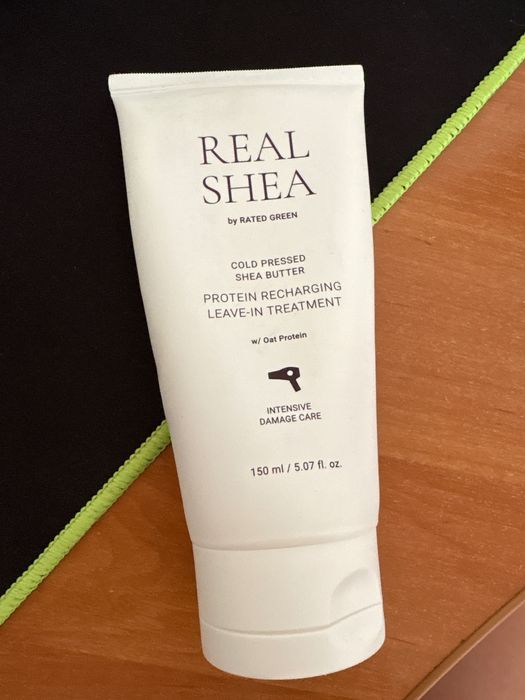 REAL
SHEA
by RATED GREEN
COLD PRESSED
SHEA BUTTER
PROTEIN RECHARGING
LEAVE-IN TREATMENT
w/ Oat Protein
INTENSIVE
DAMAGE CARE
150 ml / 5.07 fl. oz.